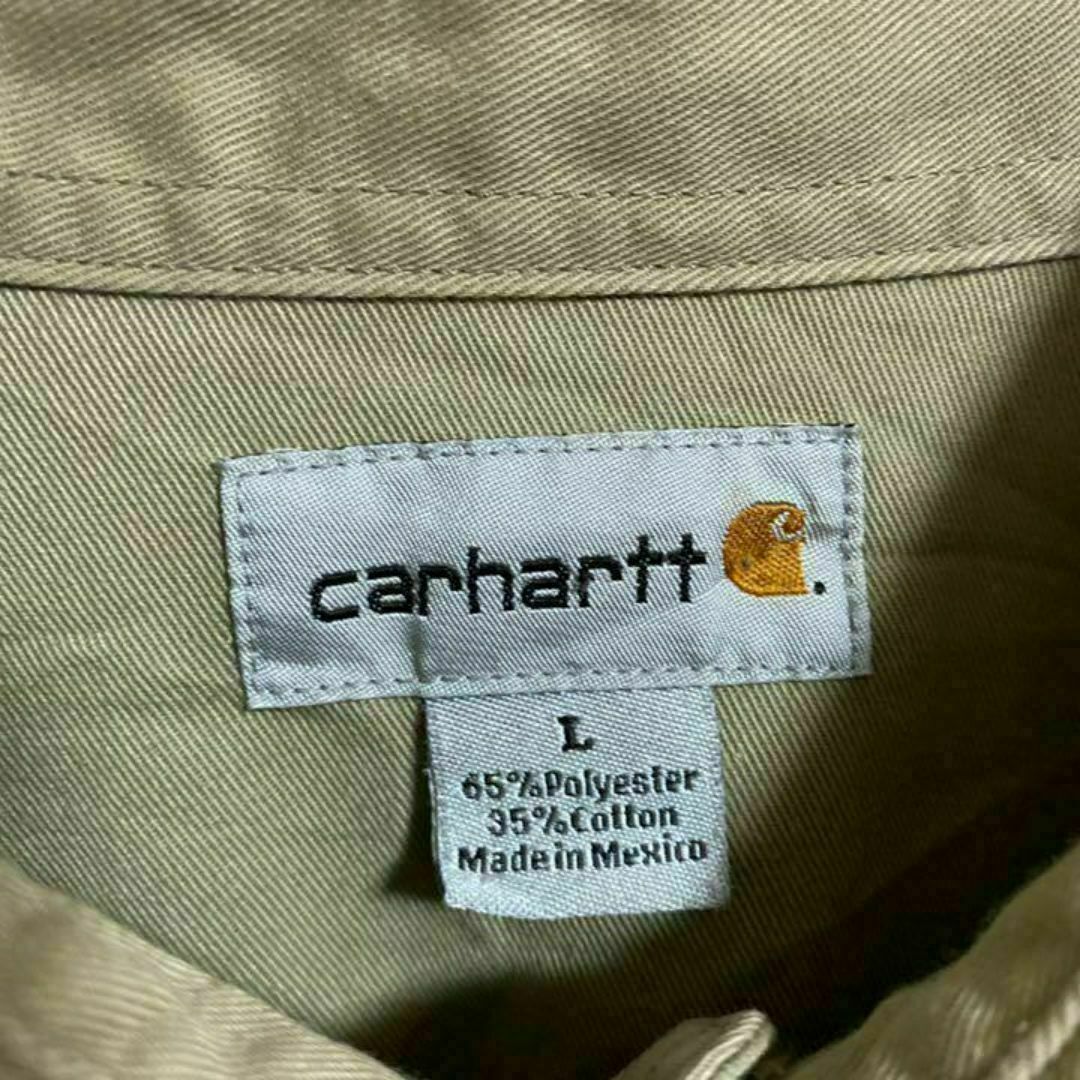 carhartt
L
65%Polyester
35%Cotton
Made in Mexico